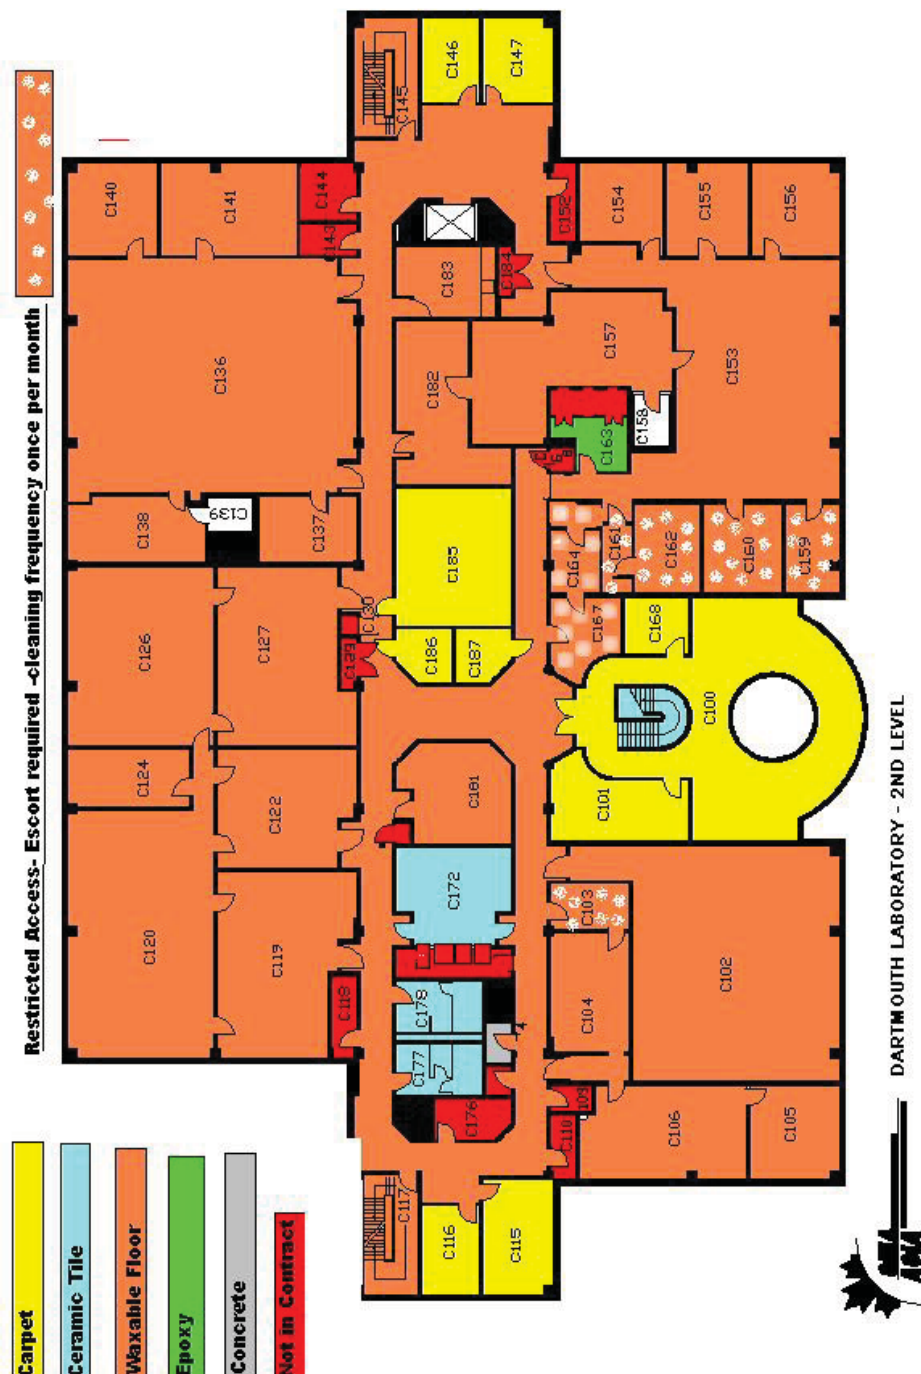 Restricted Access- Escort required -cleaning frequency once per month
Carpet
Ceramic Tile
Waxable Floor
Epoxy
Concrete
Not in Contract
C140
C141
C144
C143
C136
C138
C139
C137
C126
C127
C130
C129
C124
C122
C120
C119
C118
C145
C146
C147
C183
C184
C182
C185
C186
C187
C181
C172
C178
C177
C176
C117
C116
C115
C152
C154
C155
C156
C157
C153
C158
C163
C164
C161
C162
C160
C159
C167
C168
C100
C101
C103
C104
C102
109
C110
C106
C105
DARTMOUTH LABORATORY - 2ND LEVEL